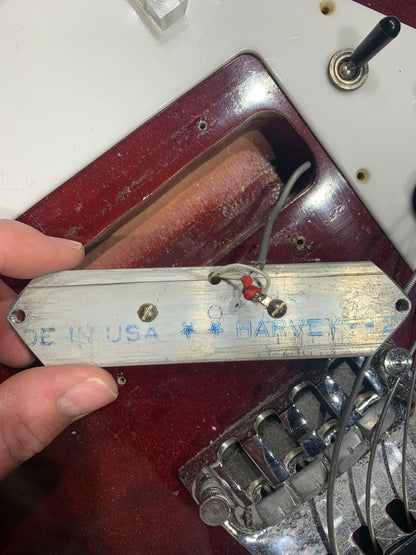 DE IN USA ★★ HARVEY -- 2